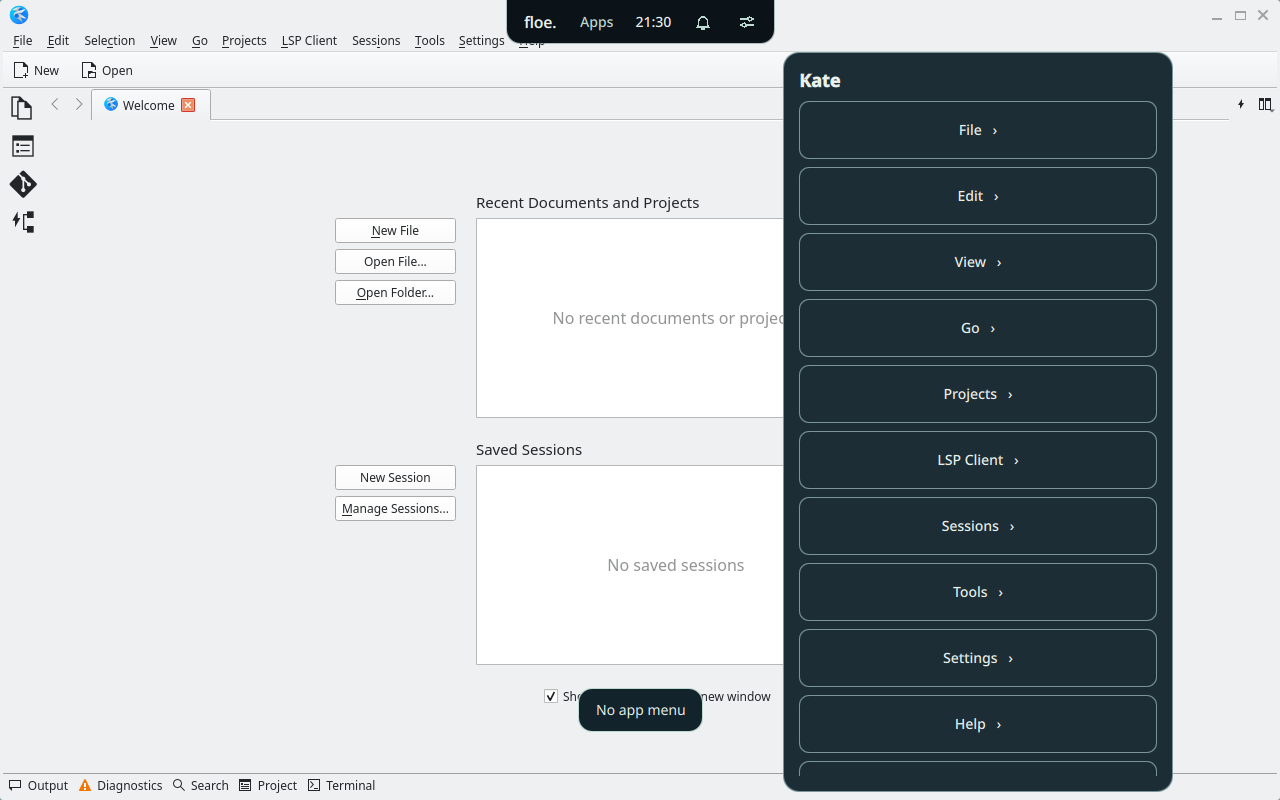 floe. Apps 21:30
File Edit Selection View Go Projects LSP Client Sessions Tools Settings Help
New Open
Welcome
Recent Documents and Projects
New File
Open File...
Open Folder...
No recent documents or projec
Saved Sessions
New Session
Manage Sessions...
No saved sessions
Sho
new window
No app menu
Output Diagnostics Search Project Terminal
Kate
File ›
Edit ›
View ›
Go ›
Projects ›
LSP Client ›
Sessions ›
Tools ›
Settings ›
Help ›